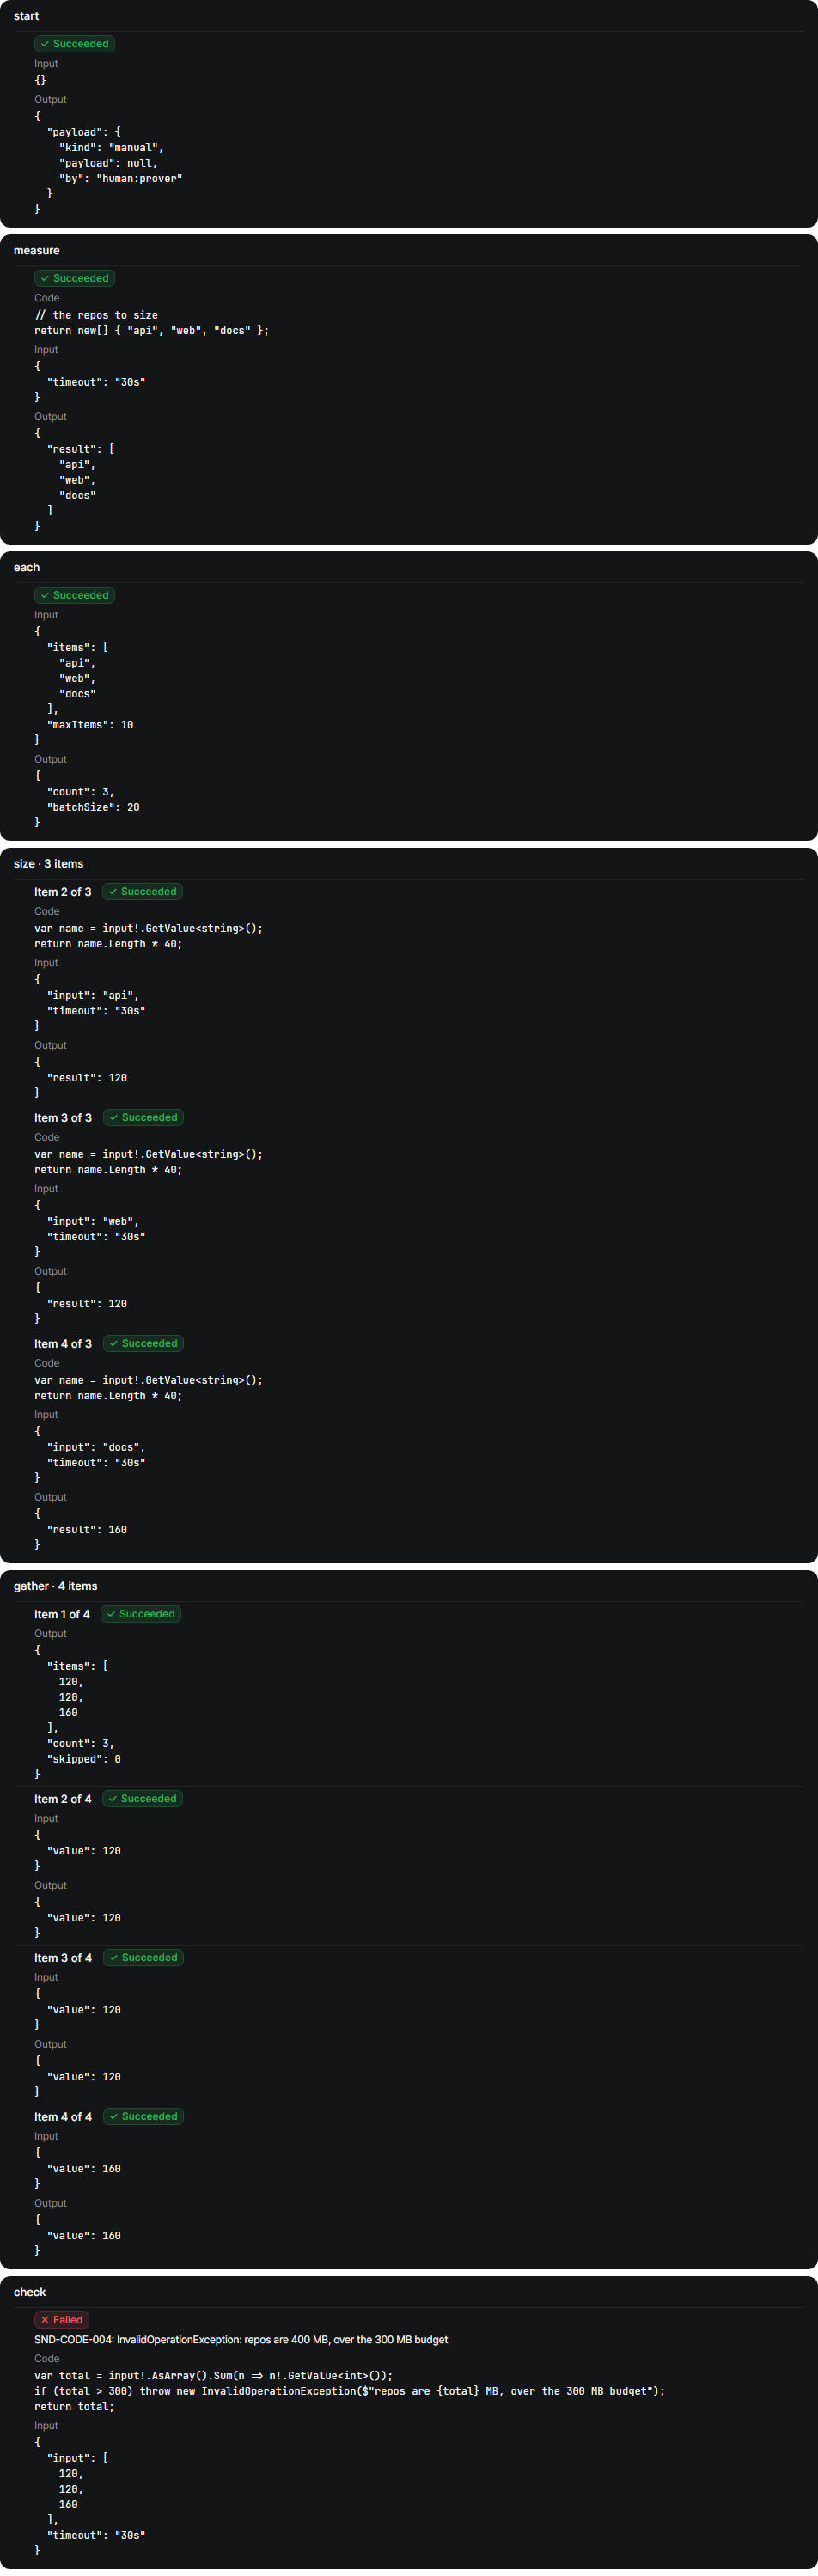 start
✓ Succeeded
Input
{}
Output
{
  "payload": {
    "kind": "manual",
    "payload": null,
    "by": "human:prover"
  }
}
measure
✓ Succeeded
Code
// the repos to size
return new[] { "api", "web", "docs" };
Input
{
  "timeout": "30s"
}
Output
{
  "result": [
    "api",
    "web",
    "docs"
  ]
}
each
✓ Succeeded
Input
{
  "items": [
    "api",
    "web",
    "docs"
  ],
  "maxItems": 10
}
Output
{
  "count": 3,
  "batchSize": 20
}
size · 3 items
Item 2 of 3 ✓ Succeeded
Code
var name = input!.GetValue<string>();
return name.Length * 40;
Input
{
  "input": "api",
  "timeout": "30s"
}
Output
{
  "result": 120
}
Item 3 of 3 ✓ Succeeded
Code
var name = input!.GetValue<string>();
return name.Length * 40;
Input
{
  "input": "web",
  "timeout": "30s"
}
Output
{
  "result": 120
}
Item 4 of 3 ✓ Succeeded
Code
var name = input!.GetValue<string>();
return name.Length * 40;
Input
{
  "input": "docs",
  "timeout": "30s"
}
Output
{
  "result": 160
}
gather · 4 items
Item 1 of 4 ✓ Succeeded
Output
{
  "items": [
    120,
    120,
    160
  ],
  "count": 3,
  "skipped": 0
}
Item 2 of 4 ✓ Succeeded
Input
{
  "value": 120
}
Output
{
  "value": 120
}
Item 3 of 4 ✓ Succeeded
Input
{
  "value": 120
}
Output
{
  "value": 120
}
Item 4 of 4 ✓ Succeeded
Input
{
  "value": 160
}
Output
{
  "value": 160
}
check
✕ Failed
SND-CODE-004: InvalidOperationException: repos are 400 MB, over the 300 MB budget
Code
var total = input!.AsArray().Sum(n => n!.GetValue<int>());
if (total > 300) throw new InvalidOperationException($"repos are {total} MB, over the 300 MB budget");
return total;
Input
{
  "input": [
    120,
    120,
    160
  ],
  "timeout": "30s"
}